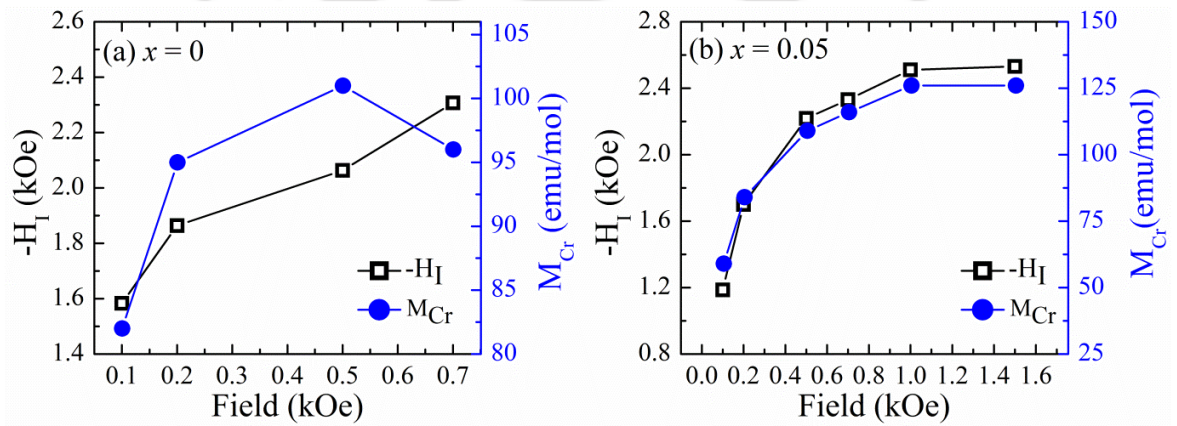 (a) x = 0
2.6
2.4
2.2
2.0
1.8
1.6
1.4
-H_I (kOe)
105
100
95
90
85
80
M_Cr (emu/mol)
-H_I
M_Cr
0.1 0.2 0.3 0.4 0.5 0.6 0.7
Field (kOe)
(b) x = 0.05
2.8
2.4
2.0
1.6
1.2
0.8
-H_I (kOe)
150
125
100
75
50
25
M_Cr (emu/mol)
-H_I
M_Cr
0.0 0.2 0.4 0.6 0.8 1.0 1.2 1.4 1.6
Field (kOe)